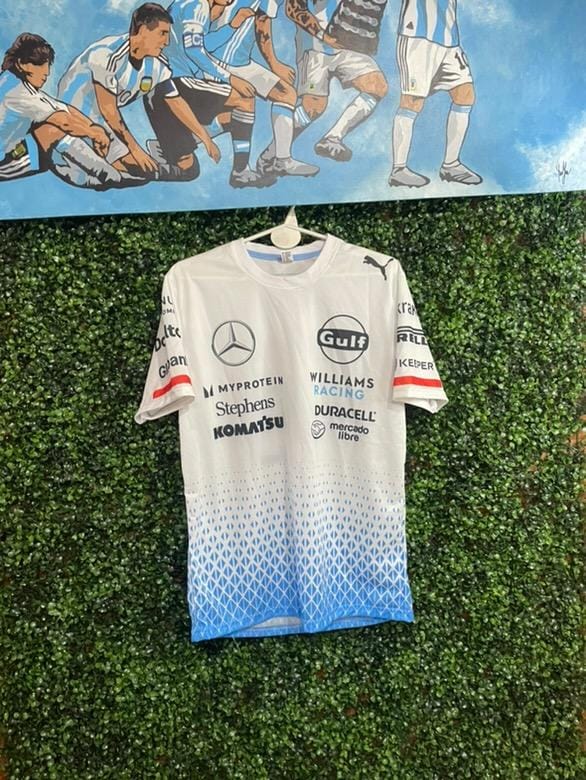 Gulf
MYPROTEIN
Stephens
KOMATSU
WILLIAMS
RACING
DURACELL
mercado
libre
KEEPER